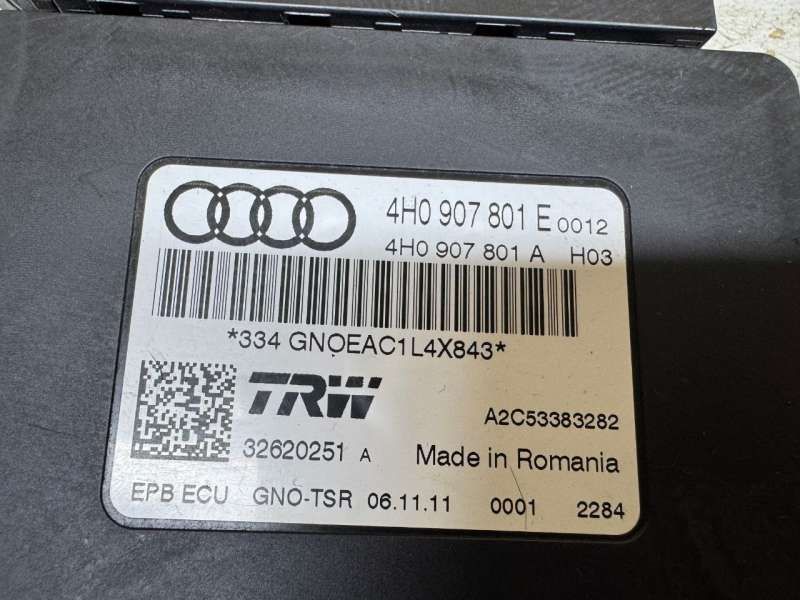 4H0 907 801 E 0012
4H0 907 801 A H03
*334 GNOEAC1L4X843*
TRW
A2C53383282
32620251 A
Made in Romania
EPB ECU GNO-TSR 06.11.11 0001 2284